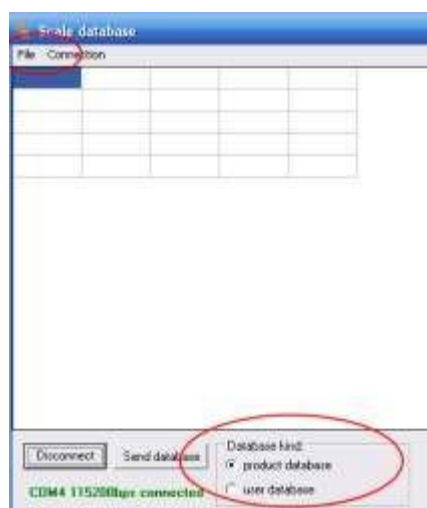 Scale database
File Connection
Database kind:
Disconnect Send database
product database
COM4 115200bps connected
user database